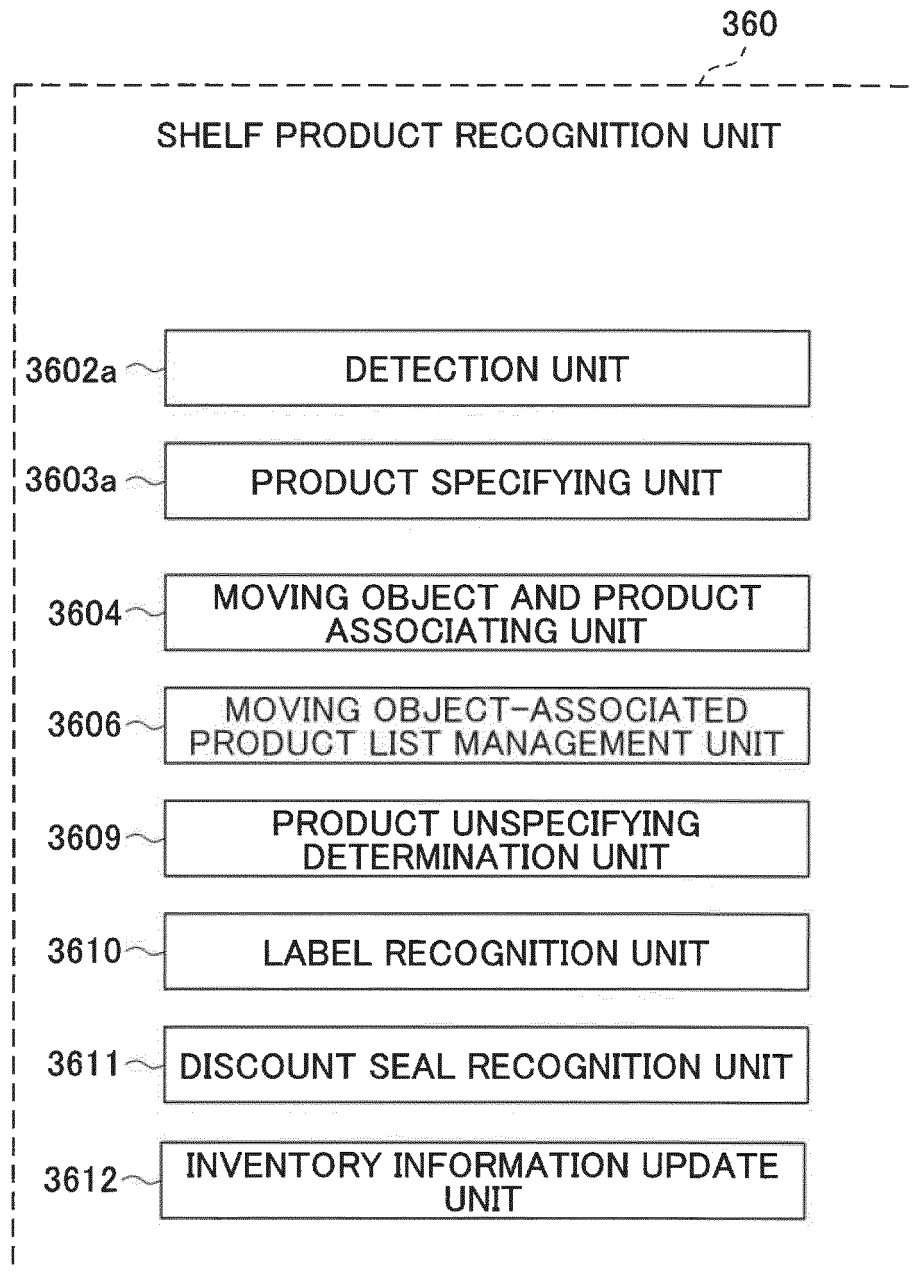 360
SHELF PRODUCT RECOGNITION UNIT
3602a
DETECTION UNIT
3603a
PRODUCT SPECIFYING UNIT
3604
MOVING OBJECT AND PRODUCT
ASSOCIATING UNIT
3606
MOVING OBJECT-ASSOCIATED
PRODUCT LIST MANAGEMENT UNIT
3609
PRODUCT UNSPECIFYING
DETERMINATION UNIT
3610
LABEL RECOGNITION UNIT
3611
DISCOUNT SEAL RECOGNITION UNIT
3612
INVENTORY INFORMATION UPDATE
UNIT